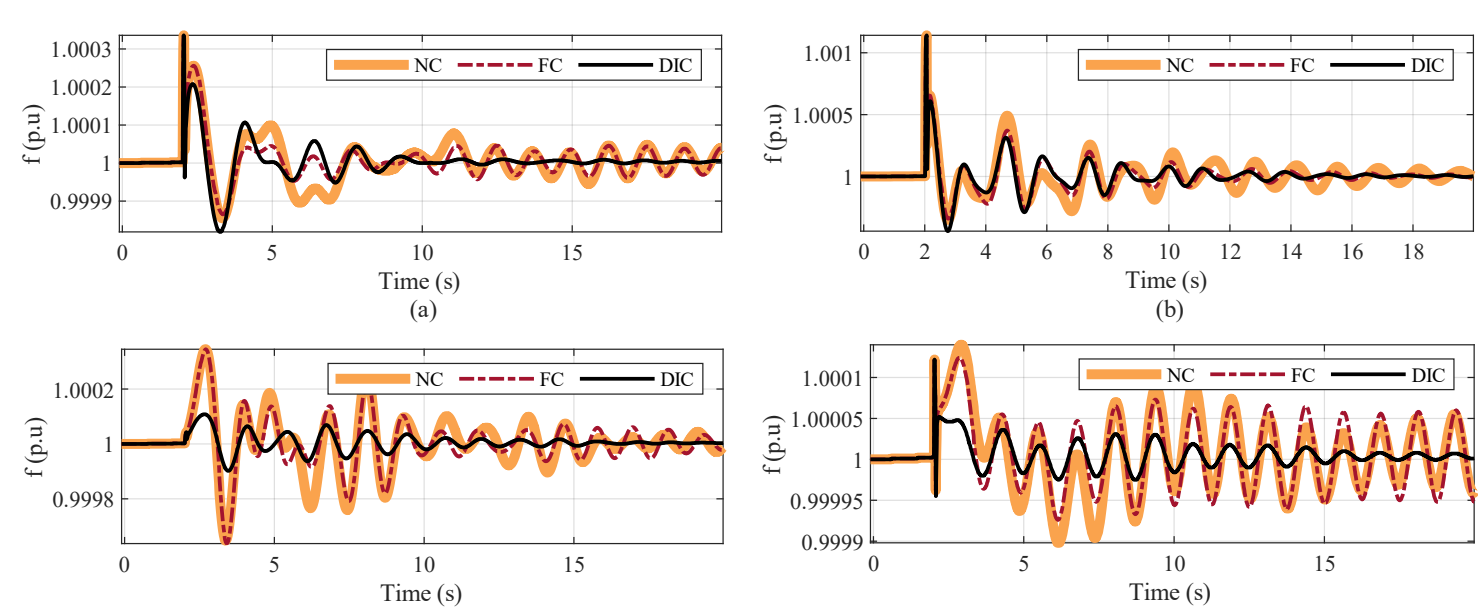 NC FC DIC
1.0003
1.0002
1.0001
1
0.9999
f (p.u)
0 5 10 15
Time (s)
(a)
NC FC DIC
1.001
1.0005
1
f (p.u)
0 2 4 6 8 10 12 14 16 18
Time (s)
(b)
NC FC DIC
1.0002
1
0.9998
f (p.u)
0 5 10 15
Time (s)
NC FC DIC
1.0001
1.00005
1
0.99995
0.9999
f (p.u)
0 5 10 15
Time (s)